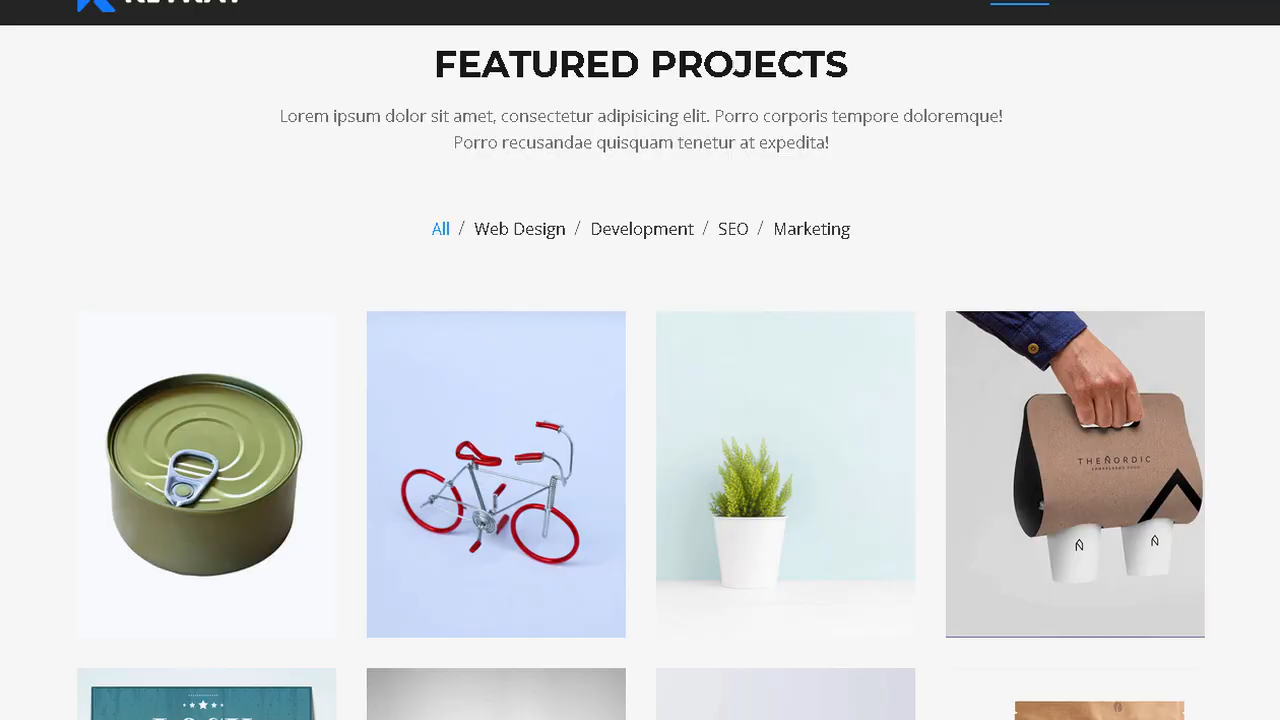 FEATURED PROJECTS
Lorem ipsum dolor sit amet, consectetur adipisicing elit. Porro corporis tempore doloremque!
Porro recusandae quisquam tenetur at expedita!
All / Web Design / Development / SEO / Marketing
THEÑORDIC